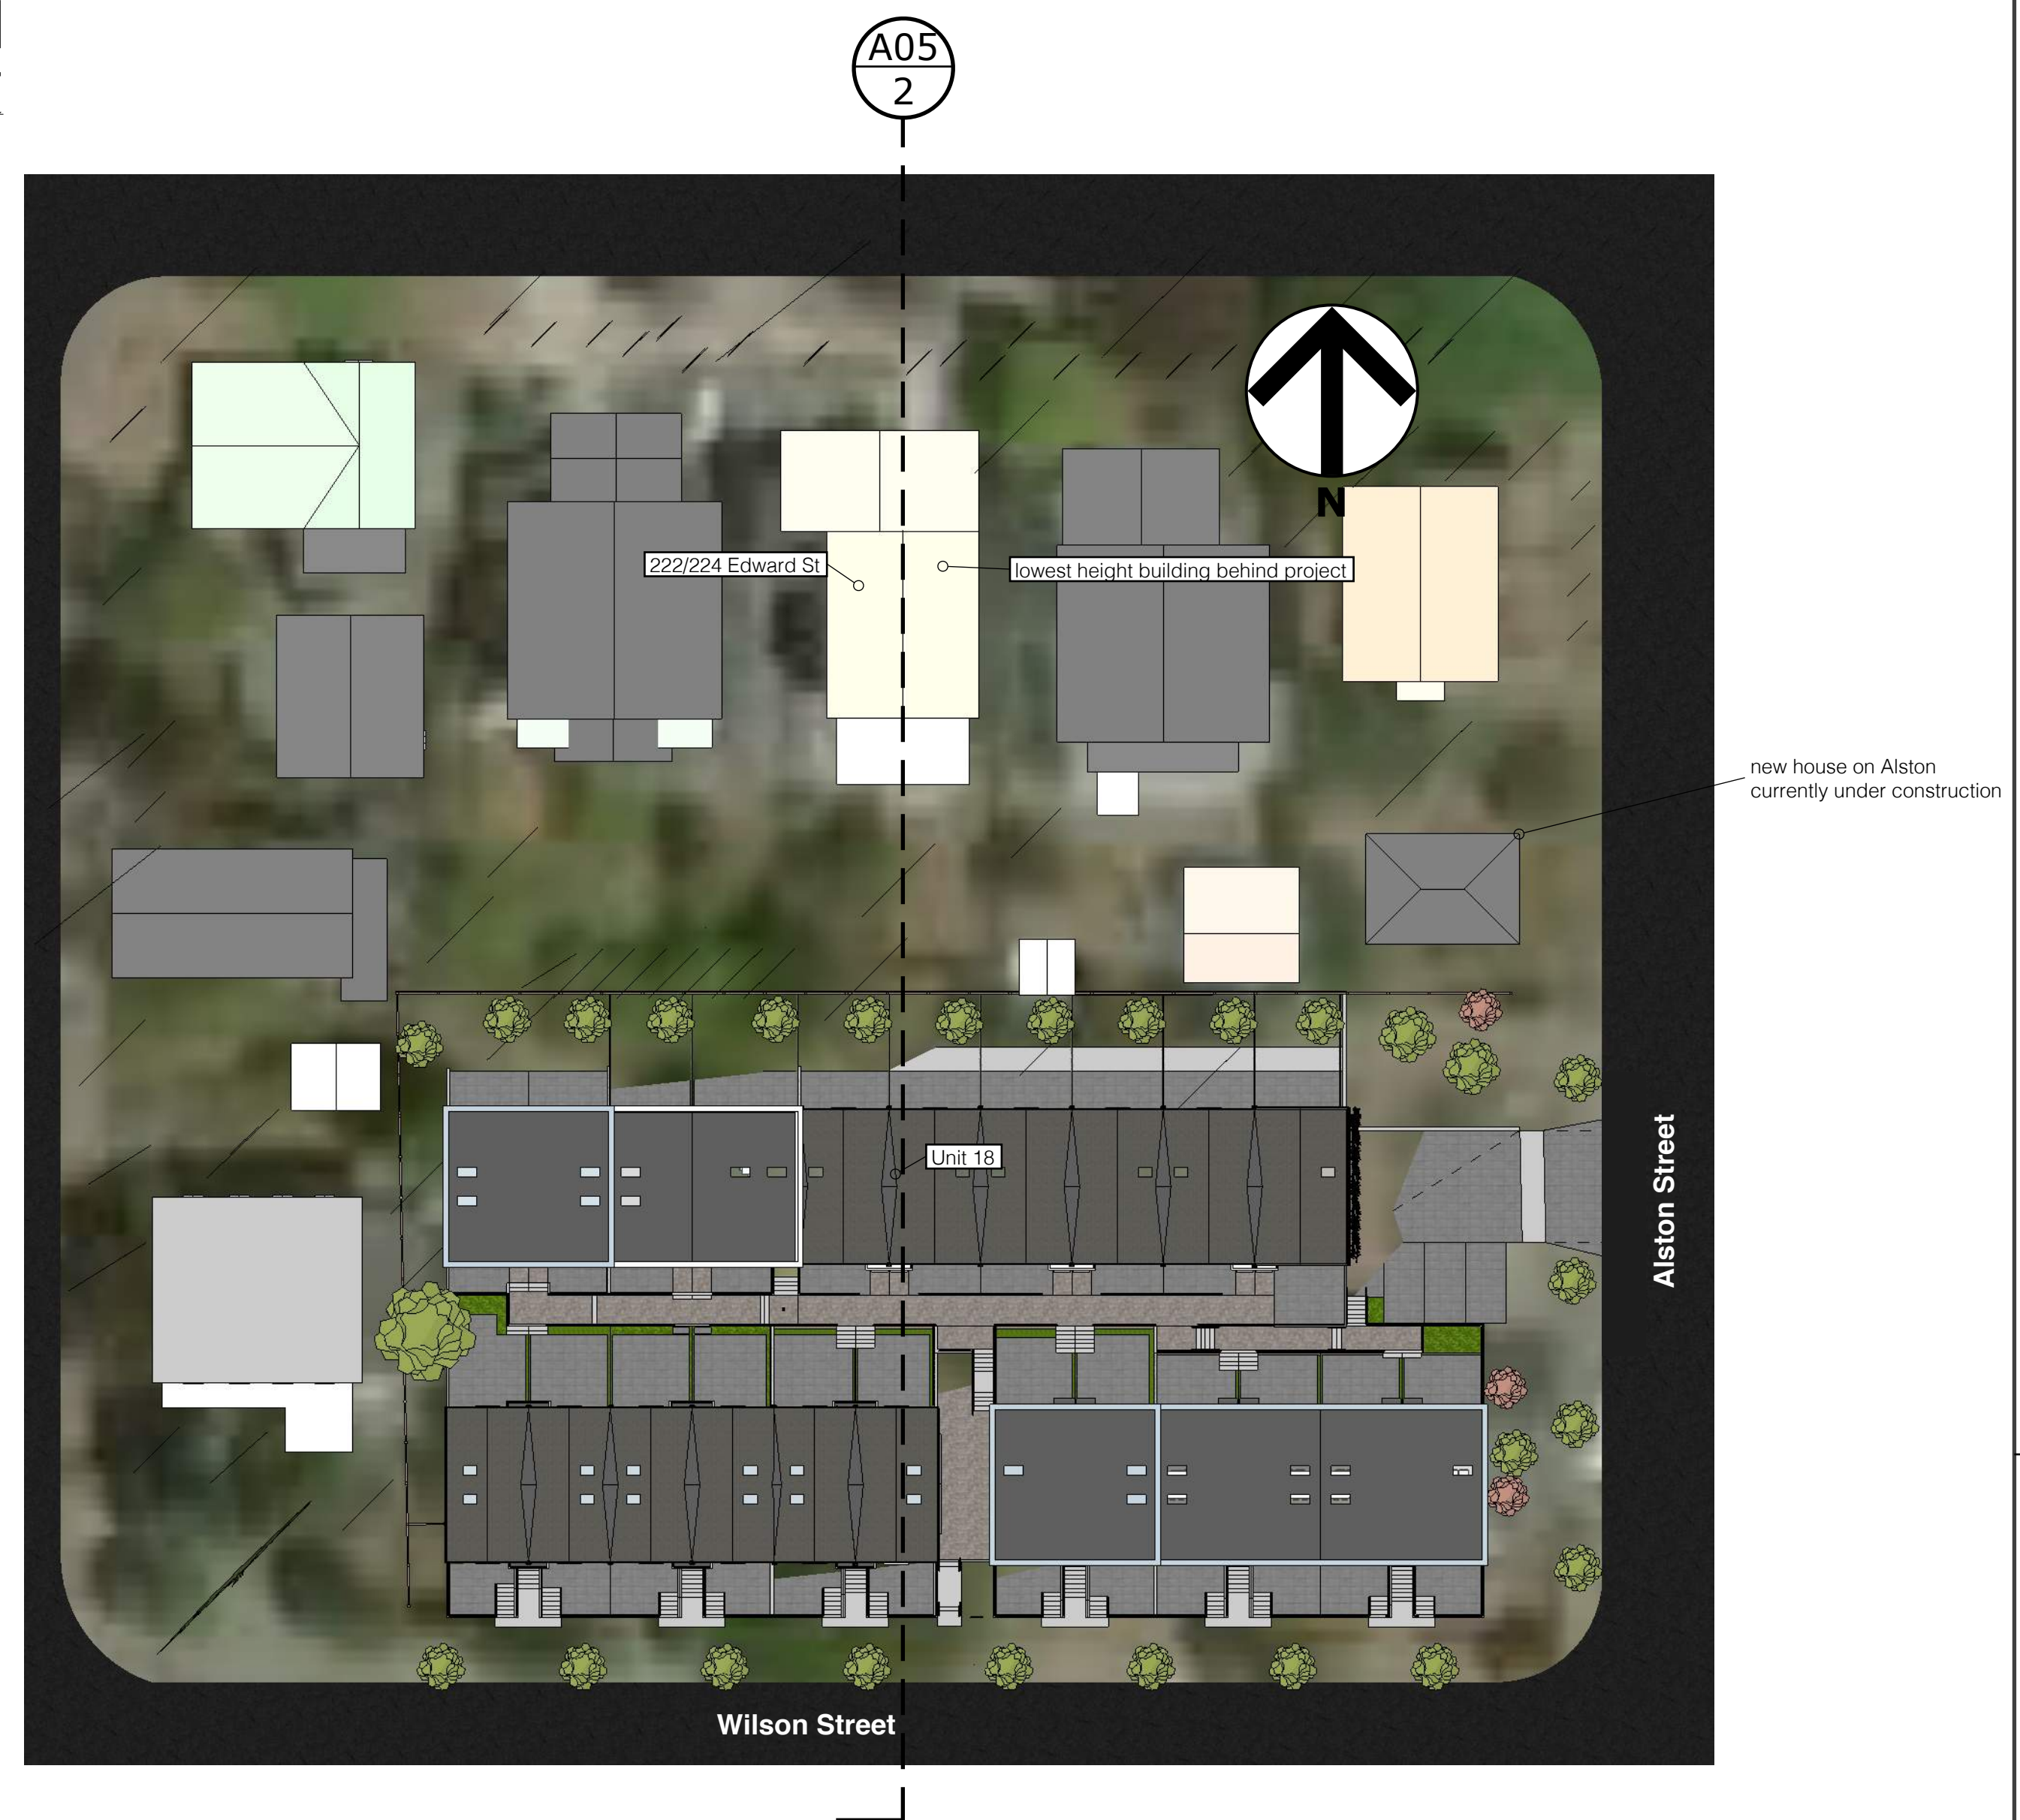 A05
2
N
222/224 Edward St
lowest height building behind project
new house on Alston
currently under construction
Unit 18
Alston Street
Wilson Street